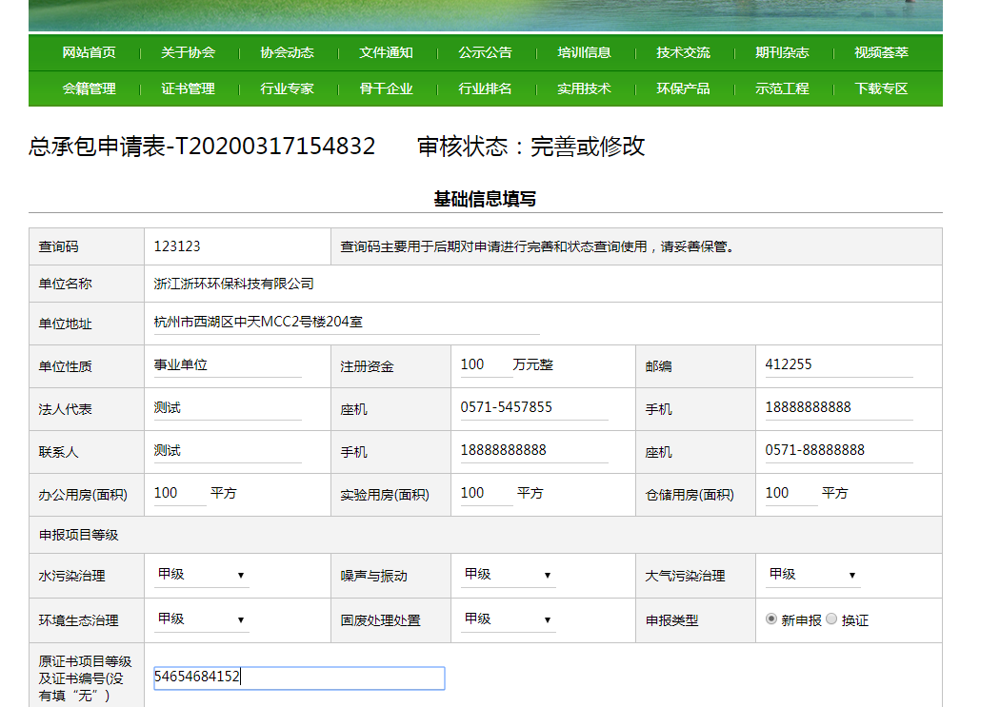 网站首页 关于协会 协会动态 文件通知 公示公告 培训信息 技术交流 期刊杂志 视频荟萃
会籍管理 证书管理 行业专家 骨干企业 行业排名 实用技术 环保产品 示范工程 下载专区
总承包申请表-T20200317154832 审核状态：完善或修改
基础信息填写
查询码 123123 查询码主要用于后期对申请进行完善和状态查询使用，请妥善保管。
单位名称 浙江浙环环保科技有限公司
单位地址 杭州市西湖区中天MCC2号楼204室
单位性质 事业单位 注册资金 100 万元整 邮编 412255
法人代表 测试 座机 0571-5457855 手机 18888888888
联系人 测试 手机 18888888888 座机 0571-88888888
办公用房(面积) 100 平方 实验用房(面积) 100 平方 仓储用房(面积) 100 平方
申报项目等级
水污染治理 甲级 噪声与振动 甲级 大气污染治理 甲级
环境生态治理 甲级 固废处理处置 甲级 申报类型 新申报 换证
原证书项目等级
及证书编号(没
有填“无”)
54654684152